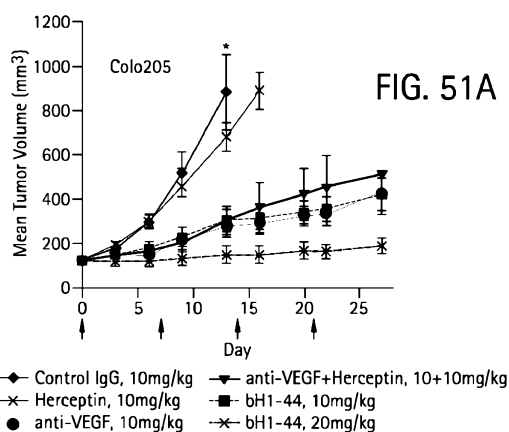 1200
1000
800
600
400
200
0
Mean Tumor Volume (mm3)
Colo205
*
FIG. 51A
0 5 10 15 20 25
Day
Control IgG, 10mg/kg
Herceptin, 10mg/kg
anti-VEGF, 10mg/kg
anti-VEGF+Herceptin, 10+10mg/kg
bH1-44, 10mg/kg
bH1-44, 20mg/kg